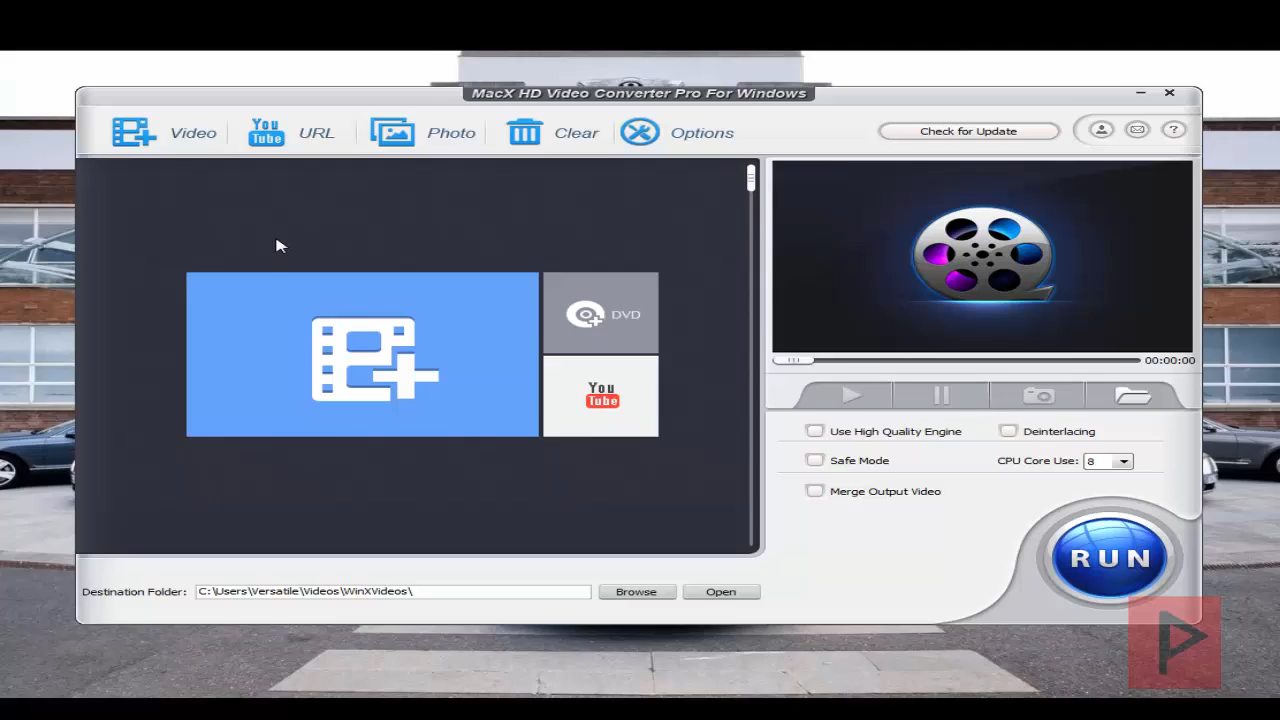 MacX HD Video Converter Pro For Windows
Video
You Tube URL
Photo
Clear
Options
Check for Update
?
DVD
You
Tube
00:00:00
Use High Quality Engine
Deinterlacing
Safe Mode
CPU Core Use: 8
Merge Output Video
RUN
Destination Folder: C:\Users\Versatile\Videos\WinXVideos\
Browse
Open